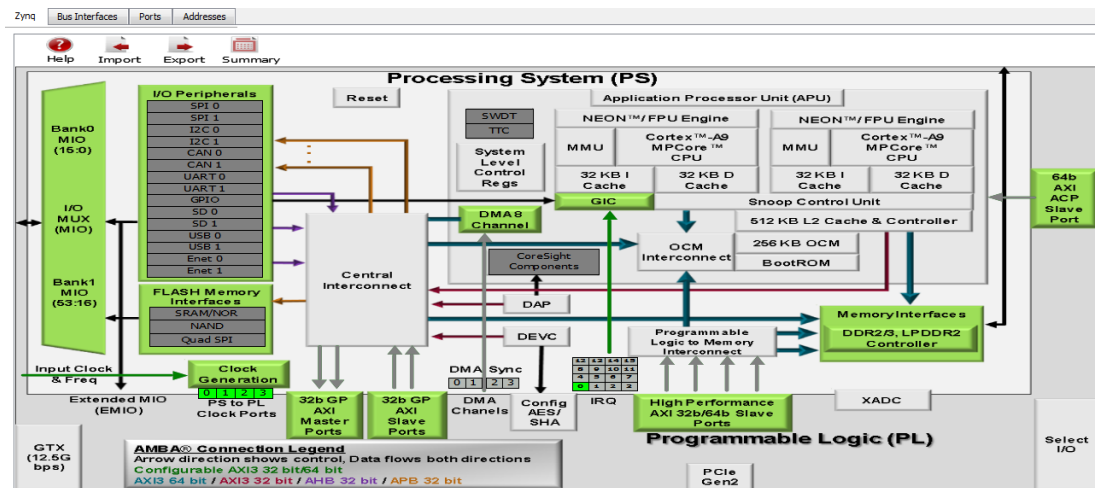 Zynq
Bus Interfaces
Ports
Addresses
Help
Import
Export
Summary
Processing System (PS)
Bank0
MIO
(15:0)
I/O
MUX
(MIO)
Bank1
MIO
(53:16)
I/O Peripherals
SPI 0
SPI 1
I2C 0
I2C 1
CAN 0
CAN 1
UART 0
UART 1
GPIO
SD 0
SD 1
USB 0
USB 1
Enet 0
Enet 1
FLASH Memory
Interfaces
SRAM/NOR
NAND
Quad SPI
Reset
Application Processor Unit (APU)
SWDT
TTC
System
Level
Control
Regs
NEON™/FPU Engine
MMU
Cortex™-A9
MPCore™
CPU
32 KB I
Cache
32 KB D
Cache
NEON™/FPU Engine
MMU
Cortex™-A9
MPCore™
CPU
32 KB I
Cache
32 KB D
Cache
GIC
Snoop Control Unit
DMA 8
Channel
512 KB L2 Cache & Controller
OCM
Interconnect
256 KB OCM
BootROM
CoreSight
Components
Central
Interconnect
DAP
DEVC
64b
AXI
ACP
Slave
Port
Memory Interfaces
DDR2/3, LPDDR2
Controller
Programmable
Logic to Memory
Interconnect
Input Clock
& Freq
Clock
Generation
0 1 2 3
PS to PL
Clock Ports
Extended MIO
(EMIO)
32b GP
AXI
Master
Ports
32b GP
AXI
Slave
Ports
DMA Sync
0 1 2 3
DMA
Channels
Config
AES/
SHA
12 13 14 15
8 9 10 11
4 5 6 7
0 1 2 2
IRQ
High Performance
AXI 32b/64b Slave
Ports
XADC
Programmable Logic (PL)
GTX
(12.5G
bps)
AMBA® Connection Legend
Arrow direction shows control, Data flows both directions
Configurable AXI3 32 bit/64 bit
AXI3 64 bit / AXI3 32 bit / AHB 32 bit / APB 32 bit
PCIe
Gen2
Select
I/O